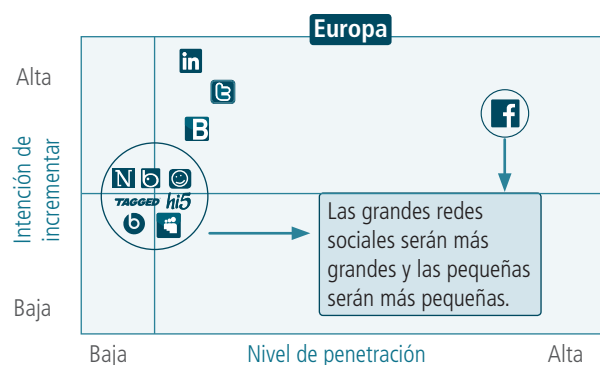 Europa
Alta
Intención de
incrementar
Baja
in
B
f
N b
TAGGED hi5
b
Las grandes redes
sociales serán más
grandes y las pequeñas
serán más pequeñas.
Baja
Nivel de penetración
Alta